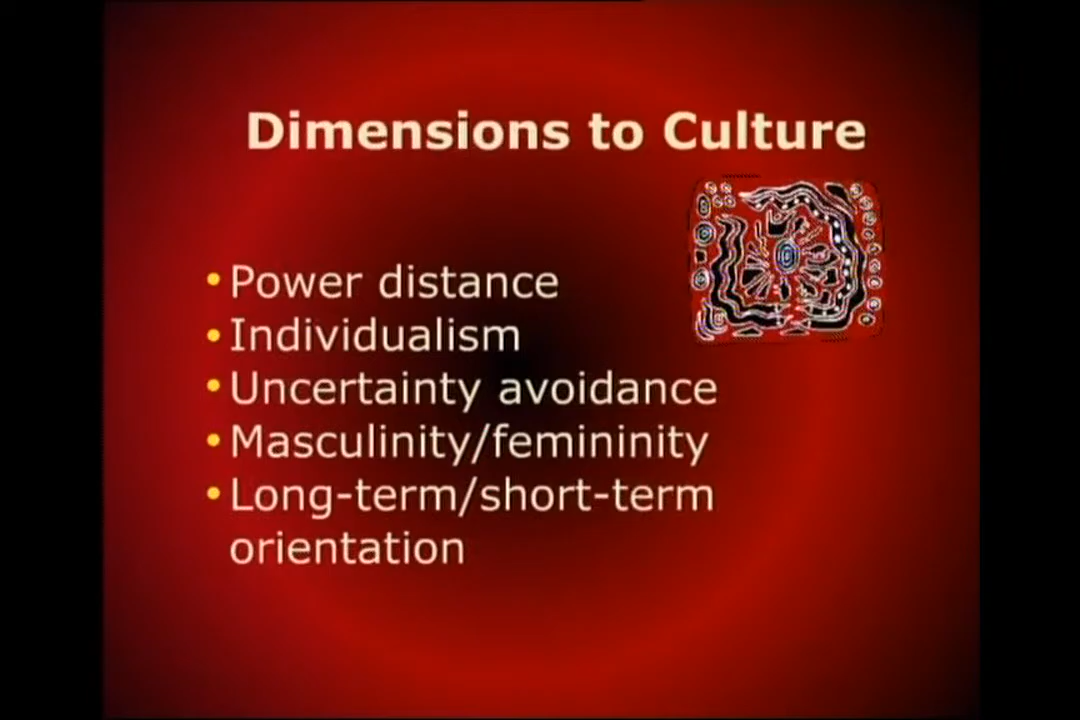 Dimensions to Culture
• Power distance
• Individualism
• Uncertainty avoidance
• Masculinity/femininity
• Long-term/short-term
orientation